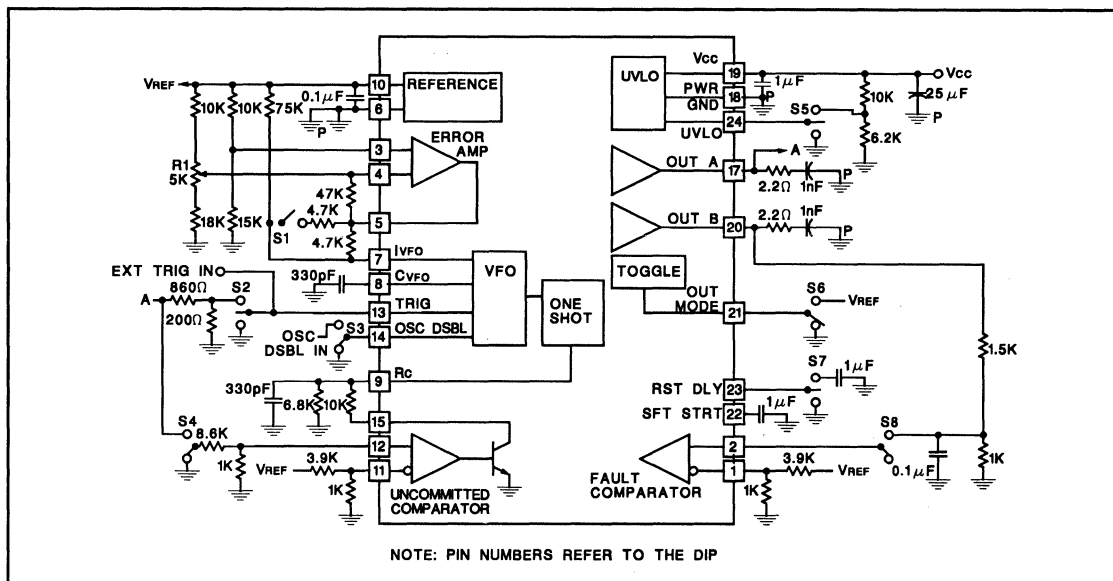 VREF
10K 10K 75K
0.1µF
P
10
6
REFERENCE
3
4
5
ERROR
AMP
R1
5K
18K 15K
47K
4.7K
4.7K
S1
7
IVFO
330pF
8
CVFO
VFO
EXT TRIG IN
13
TRIG
ONE
SHOT
A
860Ω
200Ω
S2
S3
OSC
DSBL IN
14
OSC DSBL
9
RC
330pF
6.8K
10K
15
S4
8.6K
1K
12
VREF
3.9K
11
1K
UNCOMMITTED
COMPARATOR
UVLO
VCC
19
1µF
PWR
GND
18
P
24
UVLO
S5
10K
6.2K
VCC
25µF
P
OUT A
17
A
2.2Ω
1nF
P
OUT B
20
2.2Ω
1nF
P
TOGGLE
OUT
MODE
21
S6
VREF
1.5K
RST DLY
23
S7
1µF
SFT STRT
22
1µF
2
S8
0.1µF
1K
FAULT
COMPARATOR
1
3.9K
VREF
1K
NOTE: PIN NUMBERS REFER TO THE DIP